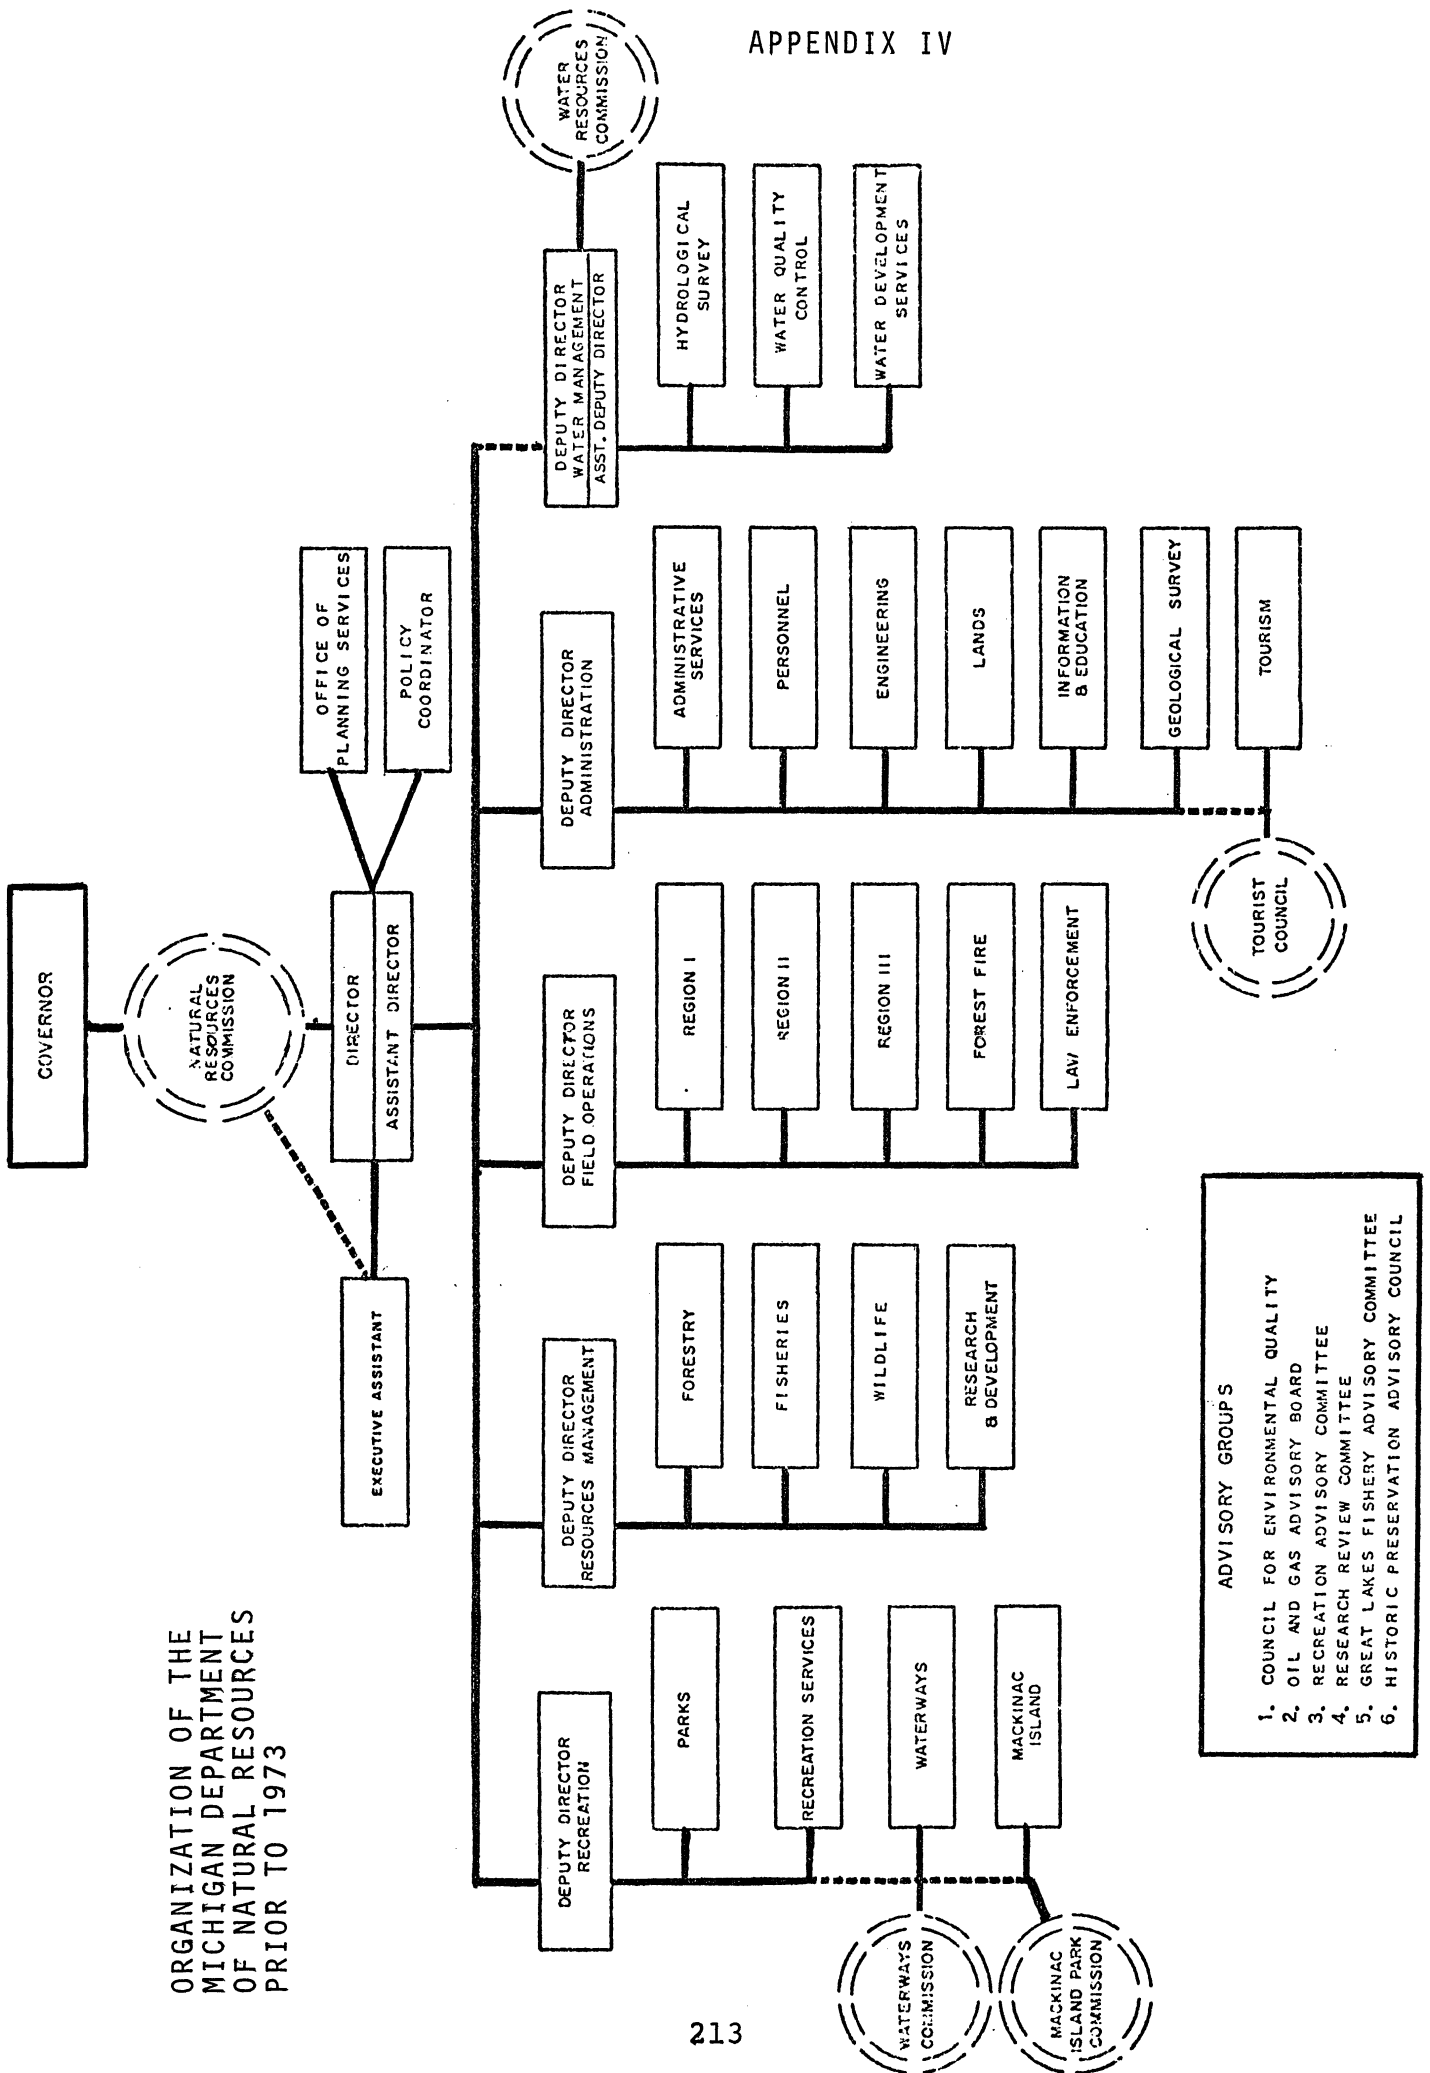 APPENDIX IV
ORGANIZATION OF THE
MICHIGAN DEPARTMENT
OF NATURAL RESOURCES
PRIOR TO 1973
GOVERNOR
NATURAL
RESOURCES
COMMISSION
DIRECTOR
ASSISTANT DIRECTOR
EXECUTIVE ASSISTANT
OFFICE OF
PLANNING SERVICES
POLICY
COORDINATOR
DEPUTY DIRECTOR
RECREATION
PARKS
RECREATION SERVICES
WATERWAYS
MACKINAC
ISLAND
WATERWAYS
COMMISSION
MACKINAC
ISLAND PARK
COMMISSION
DEPUTY DIRECTOR
RESOURCES MANAGEMENT
FORESTRY
FISHERIES
WILDLIFE
RESEARCH
& DEVELOPMENT
DEPUTY DIRECTOR
FIELD OPERATIONS
REGION I
REGION II
REGION III
FOREST FIRE
LAW ENFORCEMENT
DEPUTY DIRECTOR
ADMINISTRATION
ADMINISTRATIVE
SERVICES
PERSONNEL
ENGINEERING
LANDS
INFORMATION
& EDUCATION
GEOLOGICAL SURVEY
TOURISM
TOURIST
COUNCIL
DEPUTY DIRECTOR
WATER MANAGEMENT
ASST. DEPUTY DIRECTOR
WATER
RESOURCES
COMMISSION
HYDROLOGICAL
SURVEY
WATER QUALITY
CONTROL
WATER DEVELOPMENT
SERVICES
ADVISORY GROUPS
1. COUNCIL FOR ENVIRONMENTAL QUALITY
2. OIL AND GAS ADVISORY BOARD
3. RECREATION ADVISORY COMMITTEE
4. RESEARCH REVIEW COMMITTEE
5. GREAT LAKES FISHERY ADVISORY COMMITTEE
6. HISTORIC PRESERVATION ADVISORY COUNCIL
213